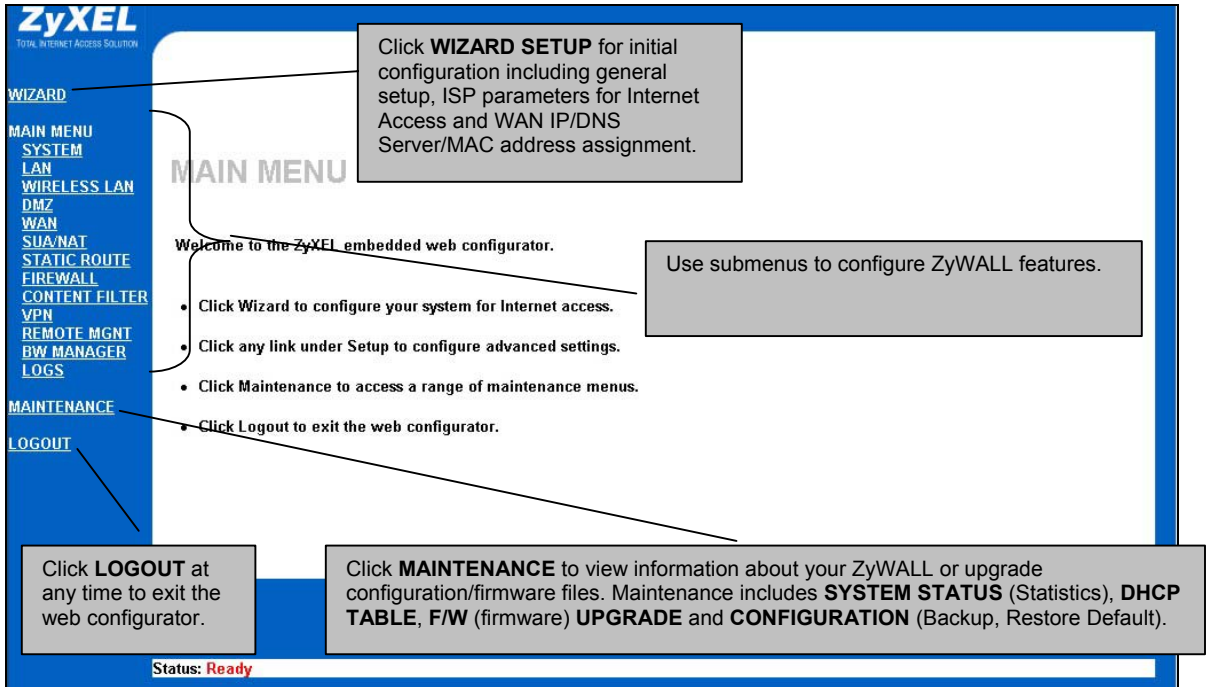 ZyXEL
TOTAL INTERNET ACCESS SOLUTION
WIZARD
MAIN MENU
SYSTEM
LAN
WIRELESS LAN
DMZ
WAN
SUA/NAT
STATIC ROUTE
FIREWALL
CONTENT FILTER
VPN
REMOTE MGNT
BW MANAGER
LOGS
MAINTENANCE
LOGOUT
Click WIZARD SETUP for initial
configuration including general
setup, ISP parameters for Internet
Access and WAN IP/DNS
Server/MAC address assignment.
MAIN MENU
Welcome to the ZyXEL embedded web configurator.
Use submenus to configure ZyWALL features.
• Click Wizard to configure your system for Internet access.
• Click any link under Setup to configure advanced settings.
• Click Maintenance to access a range of maintenance menus.
• Click Logout to exit the web configurator.
Click LOGOUT at
any time to exit the
web configurator.
Click MAINTENANCE to view information about your ZyWALL or upgrade
configuration/firmware files. Maintenance includes SYSTEM STATUS (Statistics), DHCP
TABLE, F/W (firmware) UPGRADE and CONFIGURATION (Backup, Restore Default).
Status: Ready